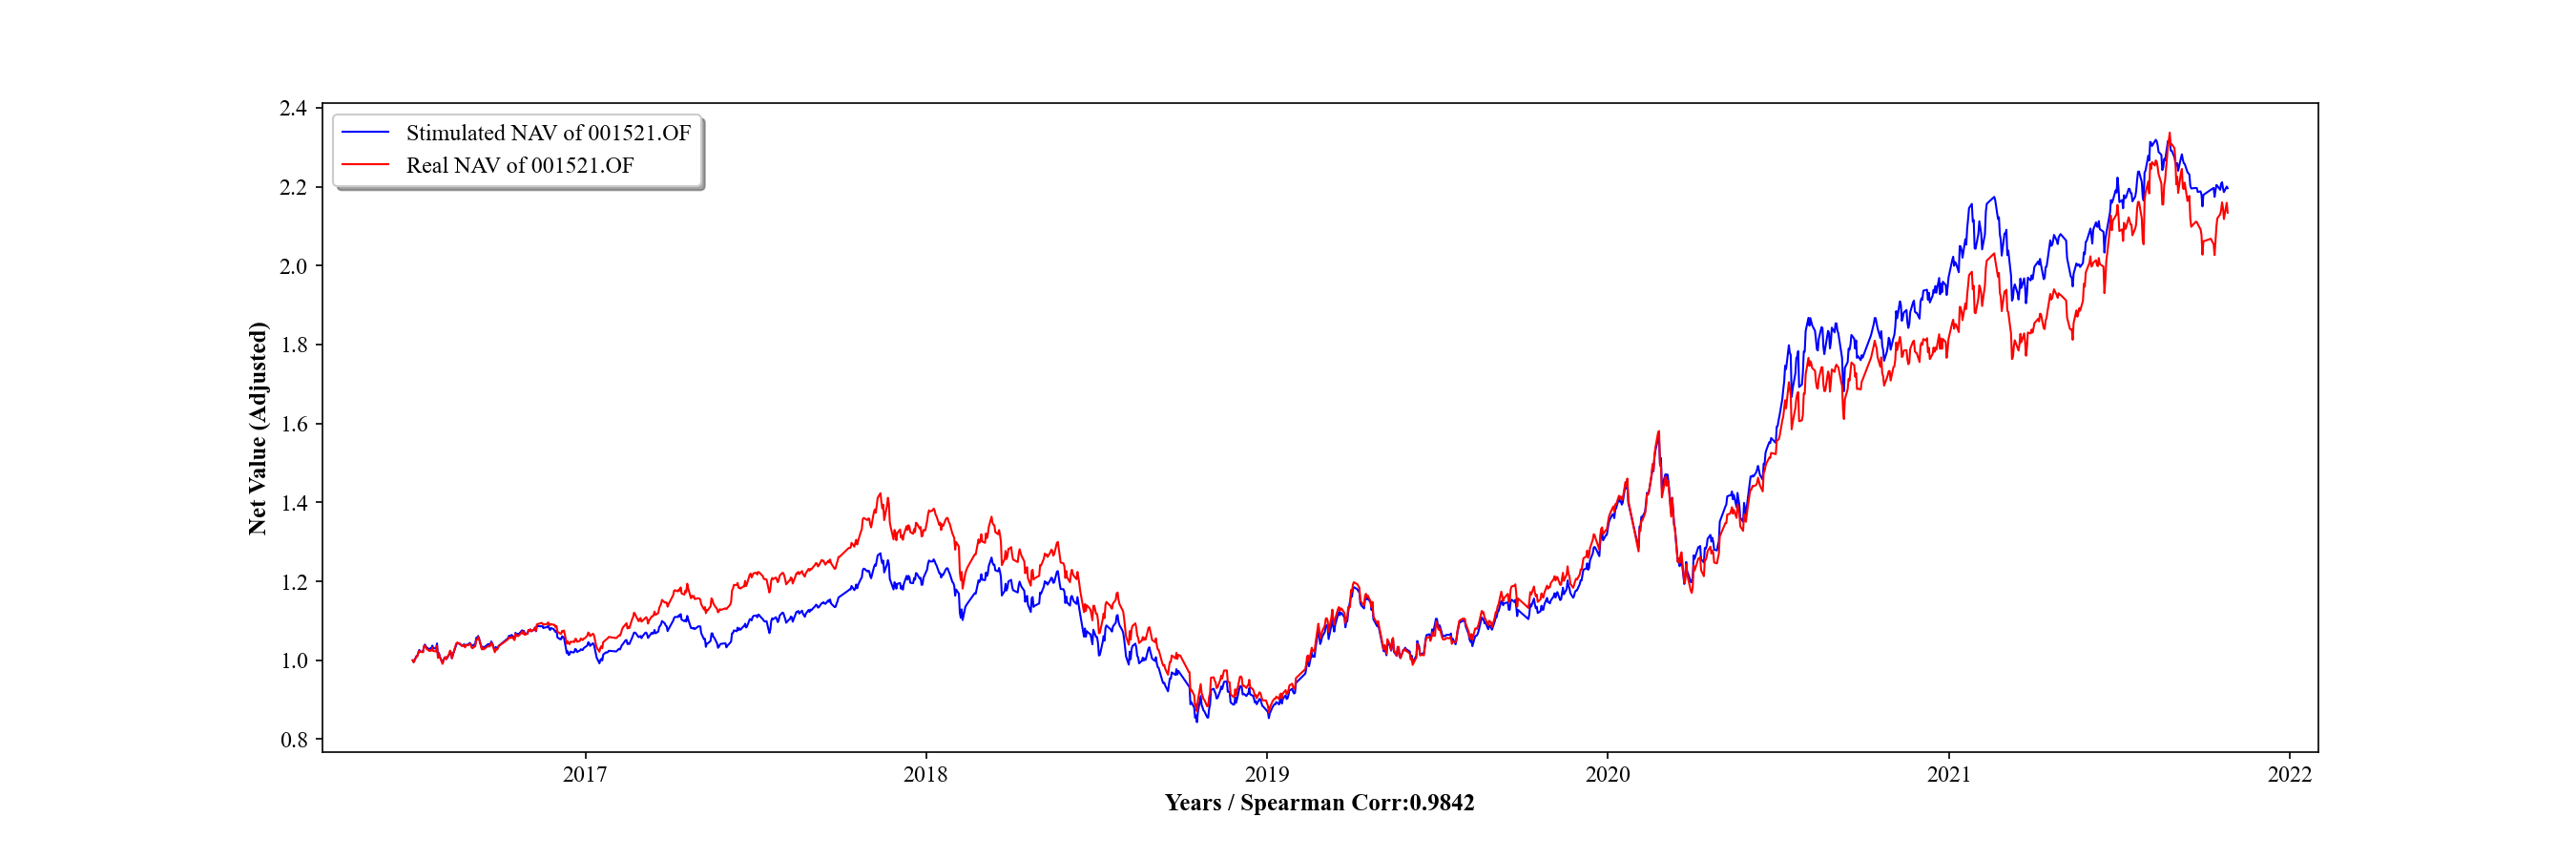 2.4
2.2
2.0
1.8
1.6
1.4
1.2
1.0
0.8
Net Value (Adjusted)
Stimulated NAV of 001521.OF
Real NAV of 001521.OF
2017 2018 2019 2020 2021 2022
Years / Spearman Corr:0.9842